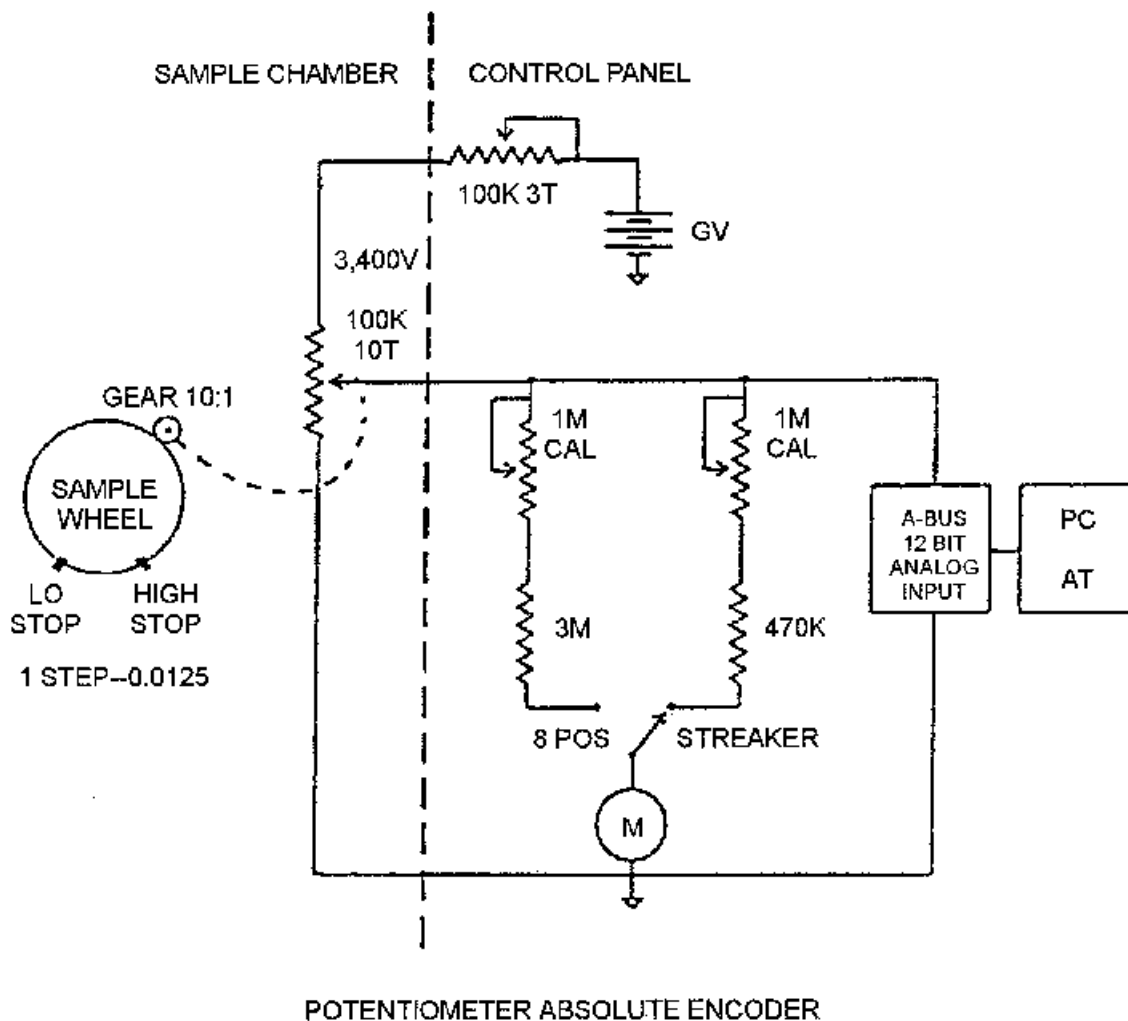 SAMPLE CHAMBER
CONTROL PANEL
100K 3T
GV
3,400V
100K
10T
GEAR 10:1
1M
CAL
1M
CAL
SAMPLE
WHEEL
A-BUS
12 BIT
ANALOG
INPUT
PC
AT
LO
STOP
HIGH
STOP
3M
470K
1 STEP--0.0125
8 POS
STREAKER
M
POTENTIOMETER ABSOLUTE ENCODER